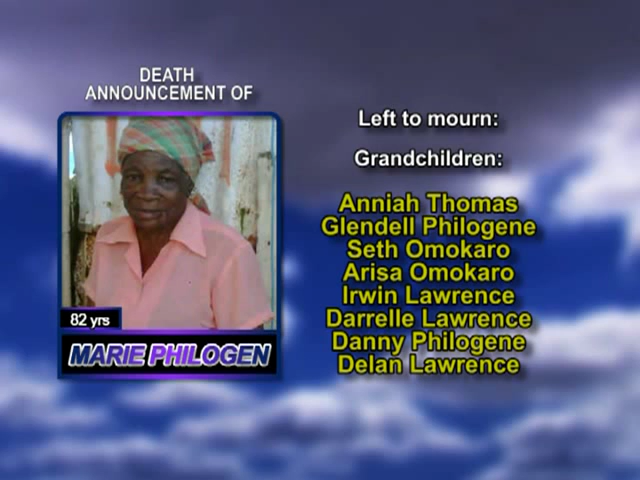 DEATH
ANNOUNCEMENT OF
82 yrs
MARIE PHILOGEN
Left to mourn:
Grandchildren:
Anniah Thomas
Glendell Philogene
Seth Omokaro
Arisa Omokaro
Irwin Lawrence
Darrelle Lawrence
Danny Philogene
Delan Lawrence